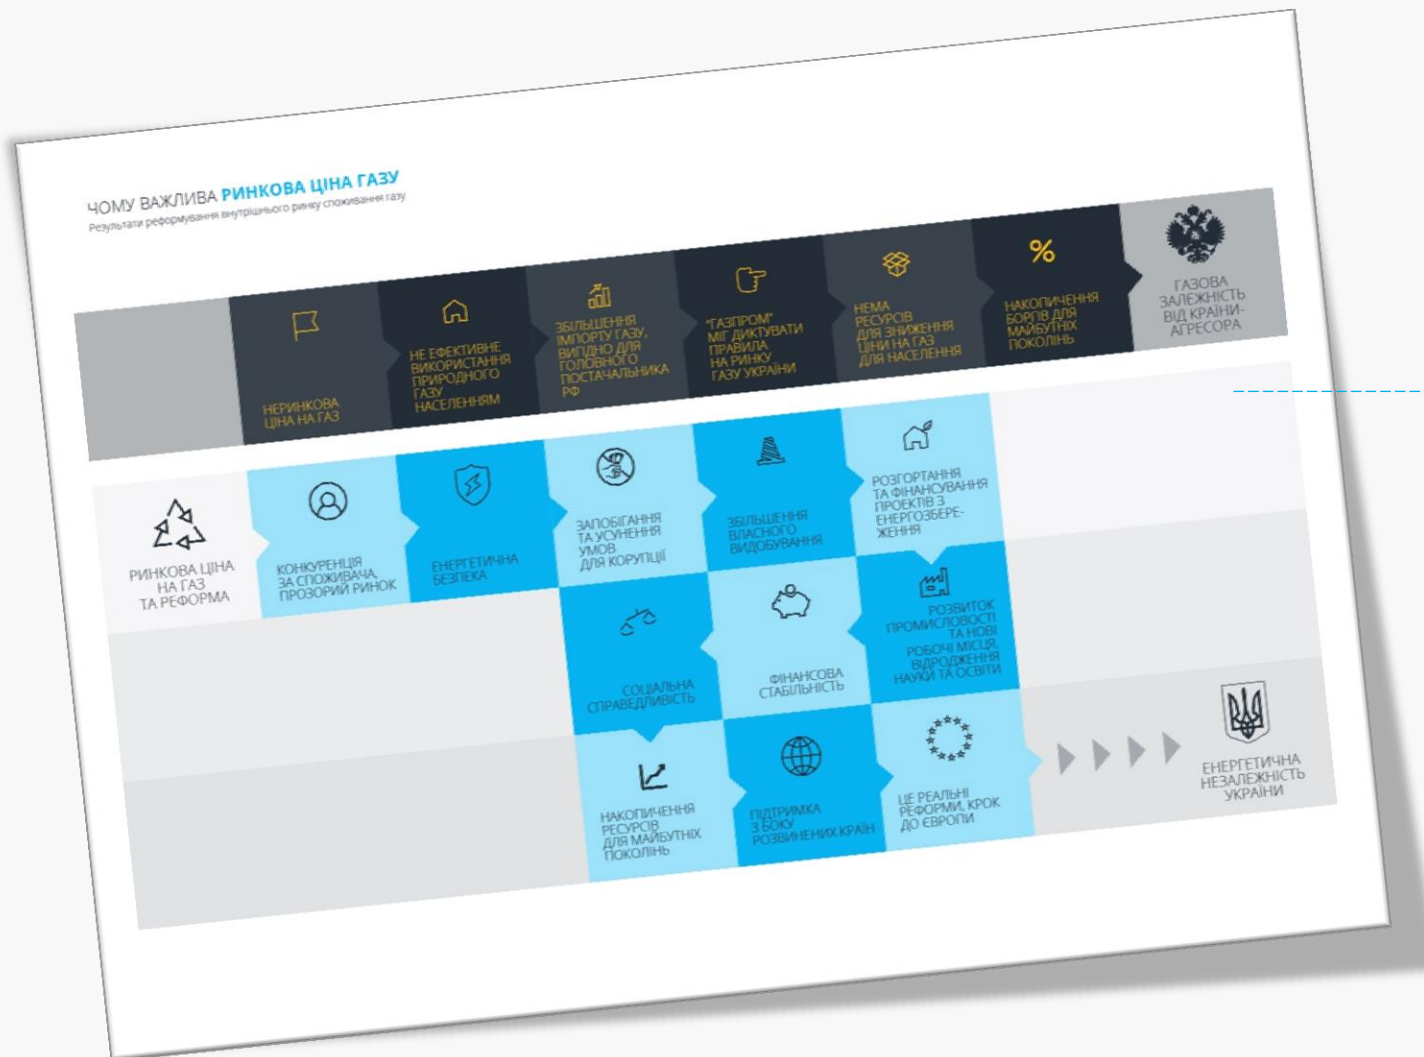 ЧОМУ ВАЖЛИВА РИНКОВА ЦІНА ГАЗУ
Результати реформування внутрішнього ринку споживання газу
НЕРИНКОВА
ЦІНА НА ГАЗ
НЕ ЕФЕКТИВНЕ
ВИКОРИСТАННЯ
ПРИРОДНОГО
ГАЗУ
НАСЕЛЕННЯМ
ЗБІЛЬШЕННЯ
ІМПОРТУ ГАЗУ,
ВИГІДНО ДЛЯ
ГОЛОВНОГО
ПОСТАЧАЛЬНИКА
РФ
"ГАЗПРОМ"
МІГ ДИКТУВАТИ
ПРАВИЛА
НА РИНКУ
ГАЗУ УКРАЇНИ
НЕМА
РЕСУРСІВ
ДЛЯ ЗНИЖЕННЯ
ЦІНИ НА ГАЗ
ДЛЯ НАСЕЛЕННЯ
%
НАКОПИЧЕННЯ
БОРГІВ ДЛЯ
МАЙБУТНІХ
ПОКОЛІНЬ
ГАЗОВА
ЗАЛЕЖНІСТЬ
ВІД КРАЇНИ-
АГРЕСОРА
РИНКОВА ЦІНА
НА ГАЗ
ТА РЕФОРМА
КОНКУРЕНЦІЯ
ЗА СПОЖИВАЧА,
ПРОЗОРИЙ РИНОК
ЕНЕРГЕТИЧНА
БЕЗПЕКА
ЗАПОБІГАННЯ
ТА УСУНЕННЯ
УМОВ
ДЛЯ КОРУПЦІЇ
ЗБІЛЬШЕННЯ
ВЛАСНОГО
ВИДОБУВАННЯ
РОЗГОРТАННЯ
ТА ФІНАНСУВАННЯ
ПРОЕКТІВ З
ЕНЕРГОЗБЕРЕ-
ЖЕННЯ
РОЗВИТОК
ПРОМИСЛОВОСТІ
ТА НОВІ
РОБОЧІ МІСЦЯ,
ВІДРОДЖЕННЯ
НАУКИ ТА ОСВІТИ
ФІНАНСОВА
СТАБІЛЬНІСТЬ
СОЦІАЛЬНА
СПРАВЕДЛИВІСТЬ
НАКОПИЧЕННЯ
РЕСУРСІВ
ДЛЯ МАЙБУТНІХ
ПОКОЛІНЬ
ПІДТРИМКА
З БОКУ
РОЗВИНЕНИХ КРАЇН
ЦЕ РЕАЛЬНІ
РЕФОРМИ, КРОК
ДО ЄВРОПИ
ЕНЕРГЕТИЧНА
НЕЗАЛЕЖНІСТЬ
УКРАЇНИ